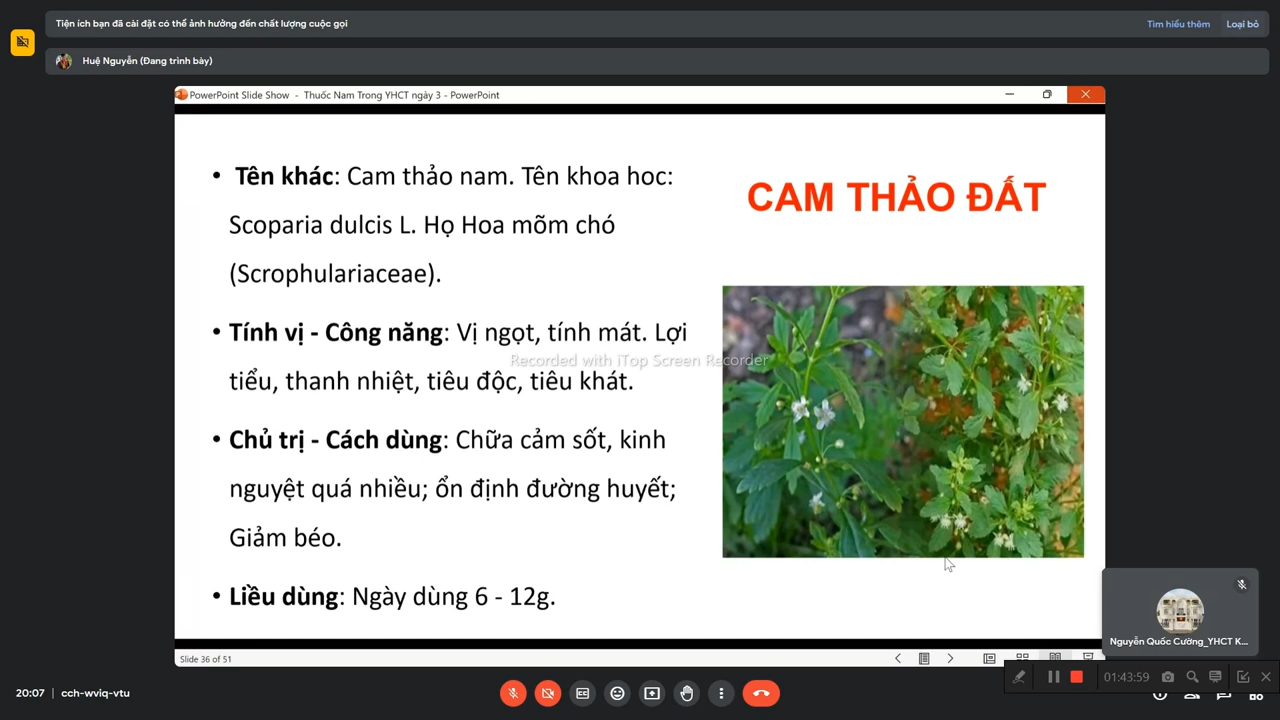 Tiện ích bạn đã cài đặt có thể ảnh hưởng đến chất lượng cuộc gọi
Tìm hiểu thêm
Loại bỏ
Huệ Nguyễn (Đang trình bày)
PowerPoint Slide Show - Thuốc Nam Trong YHCT ngày 3 - PowerPoint
CAM THẢO ĐẤT
• Tên khác: Cam thảo nam. Tên khoa hoc:
Scoparia dulcis L. Họ Hoa mõm chó
(Scrophulariaceae).
• Tính vị - Công năng: Vị ngọt, tính mát. Lợi
tiểu, thanh nhiệt, tiêu độc, tiêu khát.
• Chủ trị - Cách dùng: Chữa cảm sốt, kinh
nguyệt quá nhiều; ổn định đường huyết;
Giảm béo.
• Liều dùng: Ngày dùng 6 - 12g.
Recorded with iTop Screen Recorder
Nguyễn Quốc Cường_YHCT K...
Slide 36 of 51
01:43:59
20:07 | cch-wviq-vtu